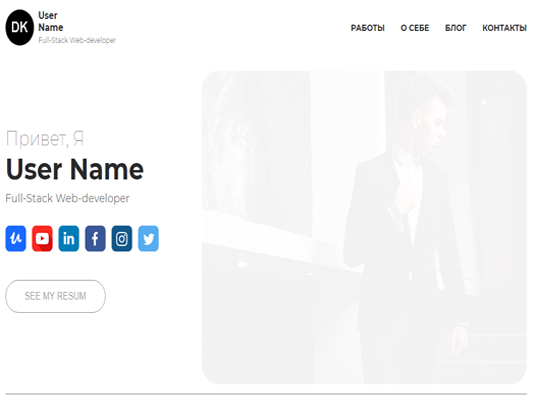 DK
User
Name
Full-Stack Web-developer
РАБОТЫ О СЕБЕ БЛОГ КОНТАКТЫ
Привет, Я
User Name
Full-Stack Web-developer
SEE MY RESUM